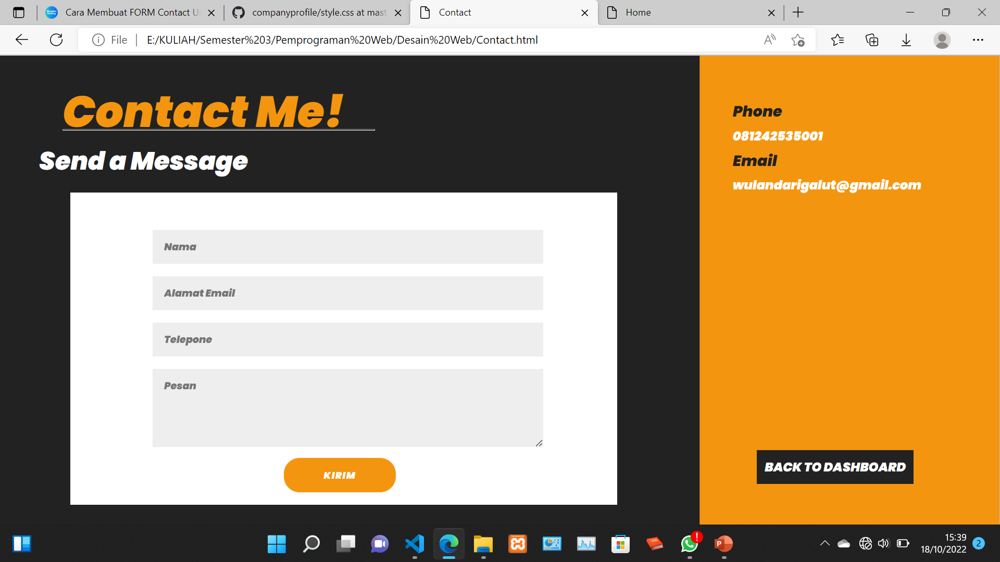 Cara Membuat FORM Contact Us
companyprofile/style.css at mast
Contact
Home
File
E:/KULIAH/Semester%203/Pemprograman%20Web/Desain%20Web/Contact.html
Contact Me!
Send a Message
Nama
Alamat Email
Telepone
Pesan
KIRIM
Phone
081242535001
Email
wulandarigalut@gmail.com
BACK TO DASHBOARD
15:39
18/10/2022
2